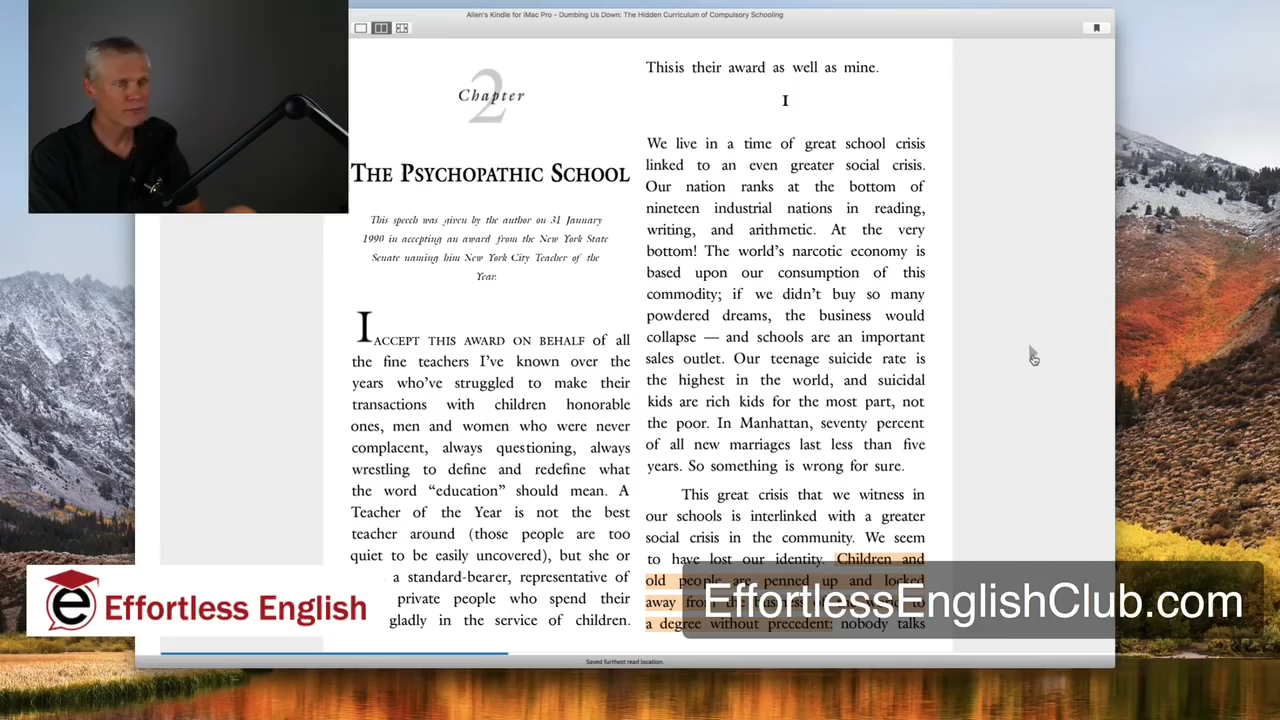 Allen's Kindle for iMac Pro - Dumbing Us Down: The Hidden Curriculum of Compulsory Schooling
2
Chapter
THE PSYCHOPATHIC SCHOOL
This speech was given by the author on 31 January
1990 in accepting an award from the New York State
Senate naming him New York City Teacher of the
Year.
I ACCEPT THIS AWARD ON BEHALF of all
the fine teachers I've known over the
years who've struggled to make their
transactions with children honorable
ones, men and women who were never
complacent, always questioning, always
wrestling to define and redefine what
the word “education” should mean. A
Teacher of the Year is not the best
teacher around (those people are too
quiet to be easily uncovered), but she or
a standard-bearer, representative of
private people who spend their
gladly in the service of children.
Thisis their award as well as mine.
I
We live in a time of great school crisis
linked to an even greater social crisis.
Our nation ranks at the bottom of
nineteen industrial nations in reading,
writing, and arithmetic. At the very
bottom! The world's narcotic economy is
based upon our consumption of this
commodity; if we didn't buy so many
powdered dreams, the business would
collapse — and schools are an important
sales outlet. Our teenage suicide rate is
the highest in the world, and suicidal
kids are rich kids for the most part, not
the poor. In Manhattan, seventy percent
of all new marriages last less than five
years. So something is wrong for sure.
This great crisis that we witness in
our schools is interlinked with a greater
social crisis in the community. We seem
to have lost our identity. Children and
old people are penned up and locked
away from the business of the world to
a degree without precedent: nobody talks
e Effortless English
EffortlessEnglishClub.com
Saved furthest read location.